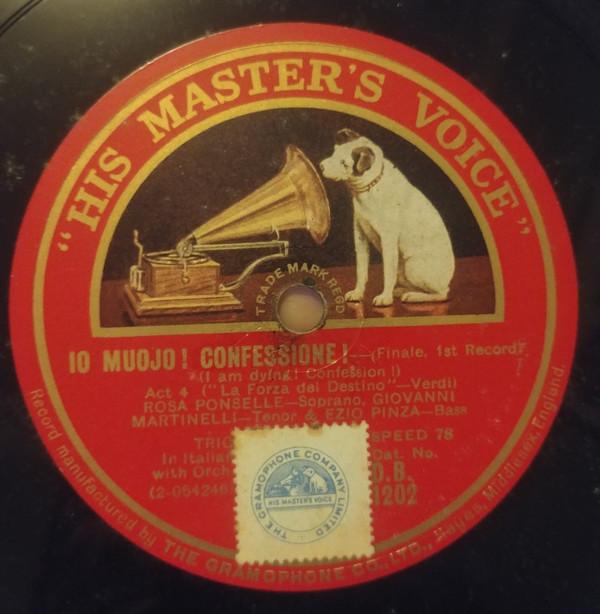 "HIS MASTER'S VOICE"
TRADE MARK REGD
IO MUOJO! CONFESSIONE!—(Finale, 1st Record)
(I am dying! Confession!)
Act 4 ("La Forza del Destino"—Verdi)
ROSA PONSELLE—Soprano, GIOVANNI
MARTINELLI—Tenor & EZIO PINZA—Bass
TRIO SPEED 78
In Italian Cat. No.
with Orch D.B.
(2-054246 1202
THE GRAMOPHONE COMPANY LIMITED
HIS MASTER'S VOICE
Record manufactured by THE GRAMOPHONE CO., LTD., Hayes, Middlesex, England.